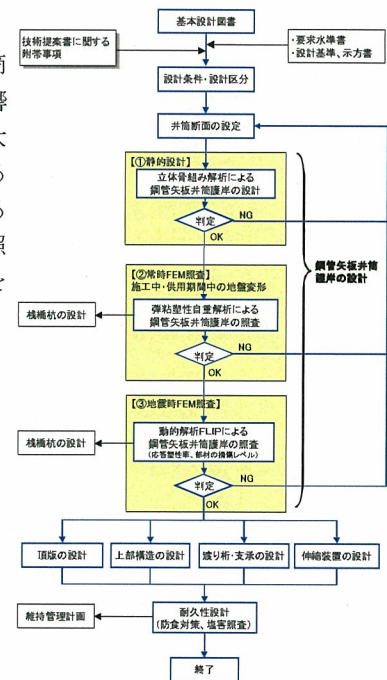 基本設計図書
技術提案書に関する
附帯事項
・要求水準書
・設計基準、示方書
設計条件・設計区分
井筒断面の設定
【①静的設計】
立体骨組み解析による
鋼管矢板井筒護岸の設計
判定
NG
OK
鋼管矢板井筒
護岸の設計
【②常時FEM照査】
施工中・供用期間中の地盤変形
弾粘塑性自重解析による
鋼管矢板井筒護岸の照査
桟橋杭の設計
判定
NG
OK
【③地震時FEM照査】
動的解析FLIPによる
鋼管矢板井筒護岸の照査
(応答塑性率、部材の損傷レベル)
桟橋杭の設計
判定
NG
OK
頂版の設計
上部構造の設計
渡り桁・支承の設計
伸縮装置の設計
耐久性設計
(防食対策、塩害照査)
維持管理計画
終了
筒
響
大
る
照
を